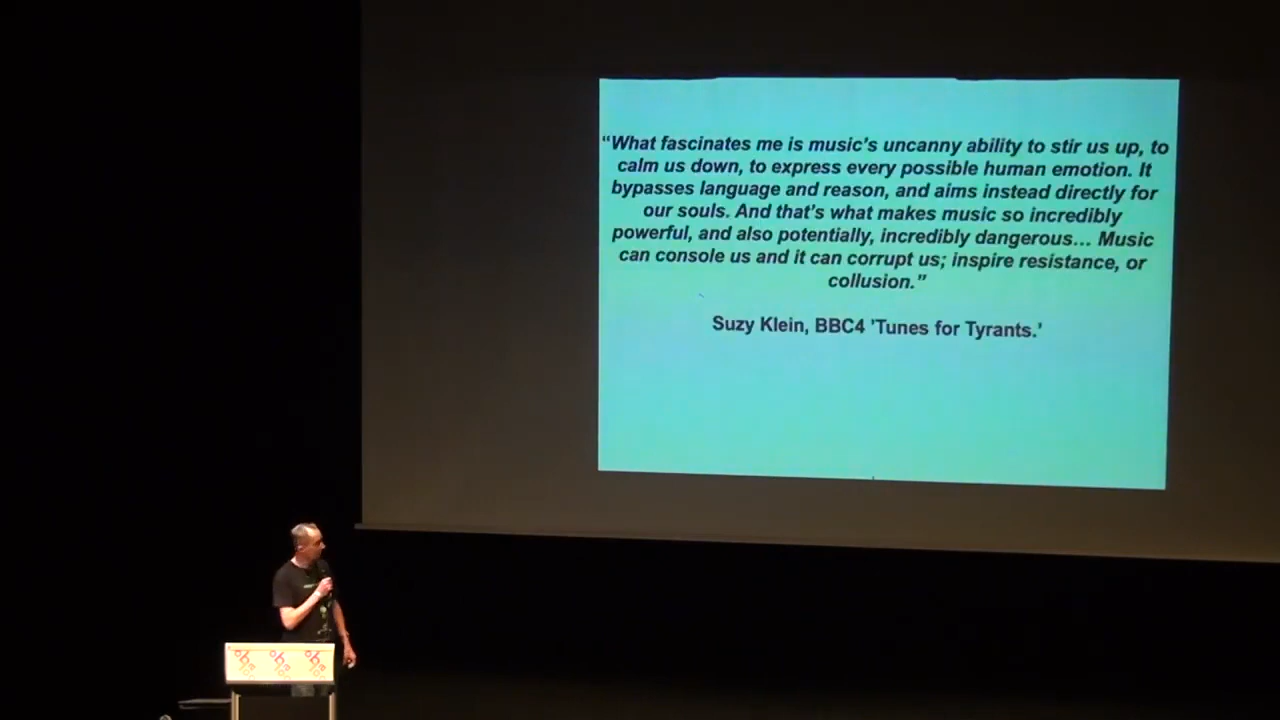 “What fascinates me is music’s uncanny ability to stir us up, to
calm us down, to express every possible human emotion. It
bypasses language and reason, and aims instead directly for
our souls. And that’s what makes music so incredibly
powerful, and also potentially, incredibly dangerous… Music
can console us and it can corrupt us; inspire resistance, or
collusion.”
Suzy Klein, BBC4 'Tunes for Tyrants.’